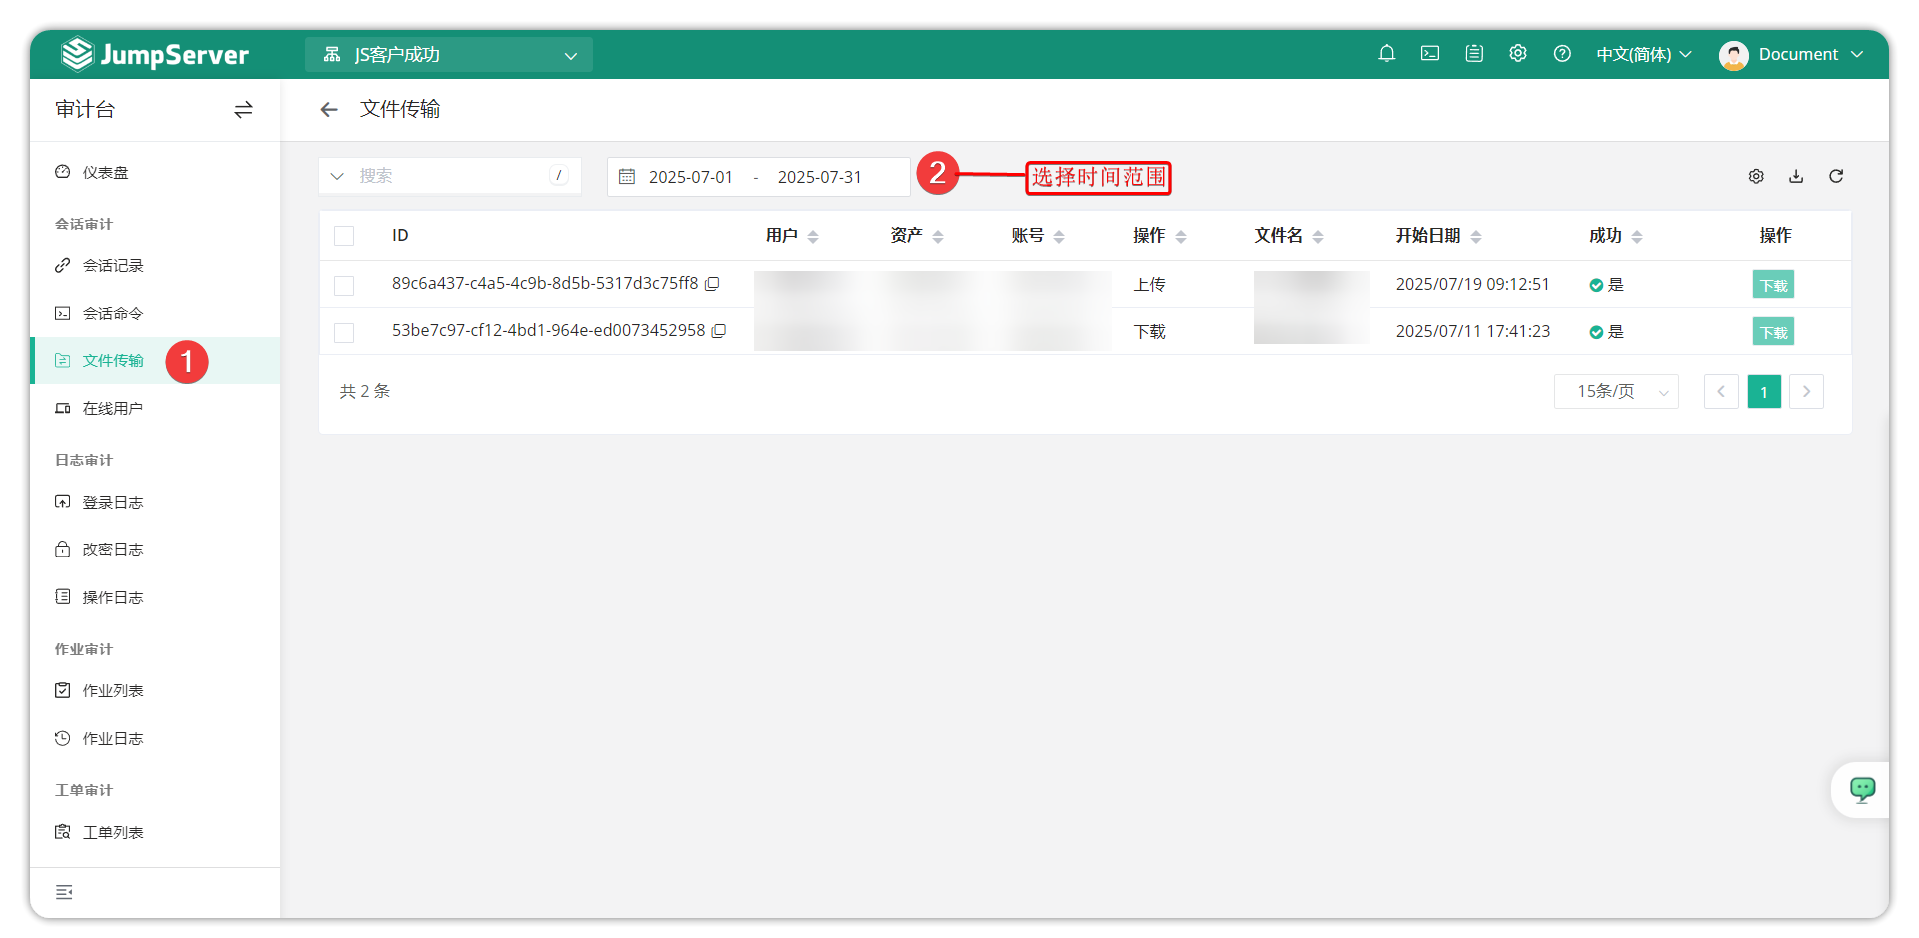 JumpServer
JS客户成功
中文(简体)
Document
审计台
文件传输
仪表盘
搜索
/
2025-07-01 - 2025-07-31
2
选择时间范围
会话审计
会话记录
会话命令
文件传输
1
在线用户
日志审计
登录日志
改密日志
操作日志
作业审计
作业列表
作业日志
工单审计
工单列表
ID 用户 资产 账号 操作 文件名 开始日期 成功 操作
89c6a437-c4a5-4c9b-8d5b-5317d3c75ff8 上传 2025/07/19 09:12:51 是 下载
53be7c97-cf12-4bd1-964e-ed0073452958 下载 2025/07/11 17:41:23 是 下载
共 2 条
15条/页
1